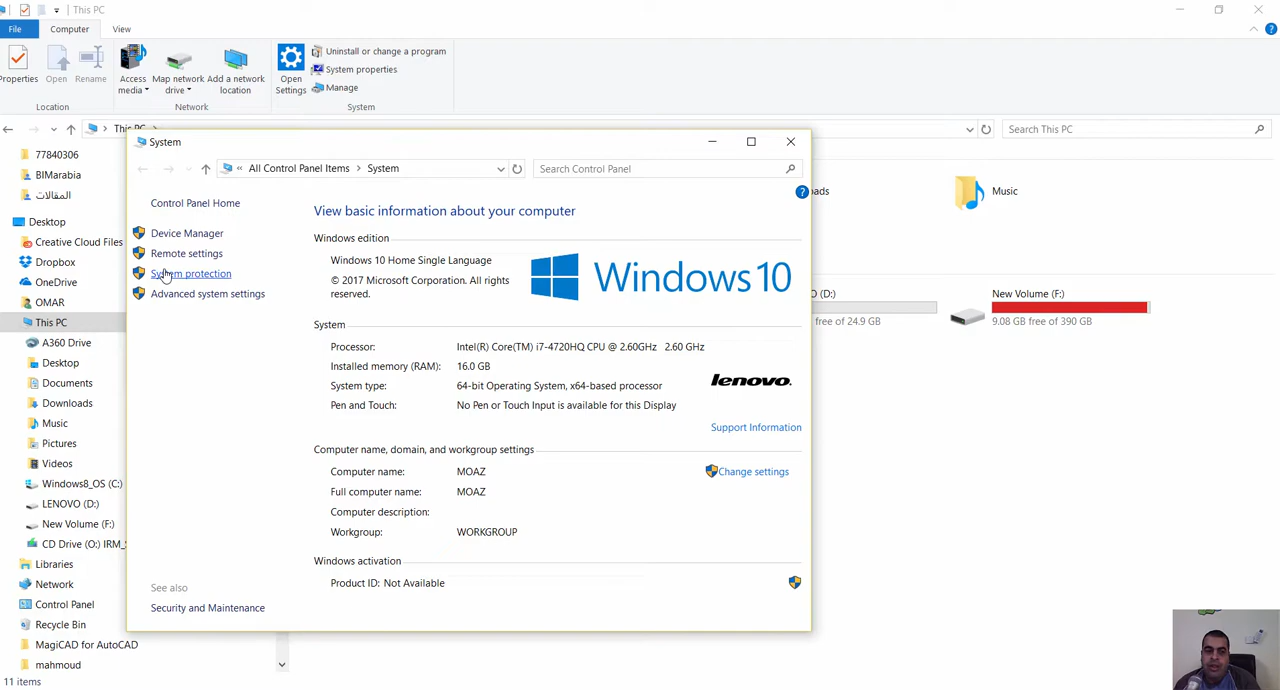 This PC
File
Computer
View
Properties
Open
Rename
Access media
Map network drive
Add a network location
Open Settings
Uninstall or change a program
System properties
Manage
Location
Network
System
This PC
Search This PC
77840306
BIMarabia
المقالات
Desktop
Creative Cloud Files
Dropbox
OneDrive
OMAR
This PC
A360 Drive
Desktop
Documents
Downloads
Music
Pictures
Videos
Windows8_OS (C:)
LENOVO (D:)
New Volume (F:)
CD Drive (O:) IRM_
Libraries
Network
Control Panel
Recycle Bin
MagiCAD for AutoCAD
mahmoud
11 items
System
All Control Panel Items
System
Search Control Panel
Control Panel Home
Device Manager
Remote settings
System protection
Advanced system settings
See also
Security and Maintenance
View basic information about your computer
Windows edition
Windows 10 Home Single Language
© 2017 Microsoft Corporation. All rights
reserved.
Windows 10
System
Processor: Intel(R) Core(TM) i7-4720HQ CPU @ 2.60GHz 2.60 GHz
Installed memory (RAM): 16.0 GB
System type: 64-bit Operating System, x64-based processor
Pen and Touch: No Pen or Touch Input is available for this Display
lenovo
Support Information
Computer name, domain, and workgroup settings
Computer name: MOAZ
Change settings
Full computer name: MOAZ
Computer description:
Workgroup: WORKGROUP
Windows activation
Product ID: Not Available
oads
Music
O (D:)
free of 24.9 GB
New Volume (F:)
9.08 GB free of 390 GB